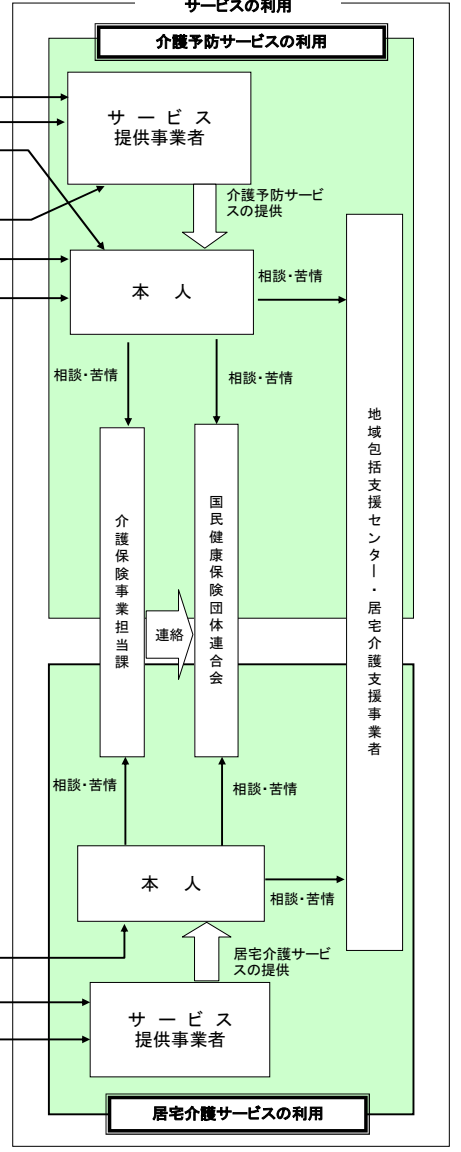 サービスの利用
介護予防サービスの利用
サ ー ビ ス
提供事業者
介護予防サービ
スの提供
本 人
相談・苦情
相談・苦情
相談・苦情
地域包括支援センター・居宅介護支援事業者
介護保険事業担当課
国民健康保険団体連合会
連絡
相談・苦情
相談・苦情
本 人
相談・苦情
居宅介護サービ
スの提供
サ ー ビ ス
提供事業者
居宅介護サービスの利用